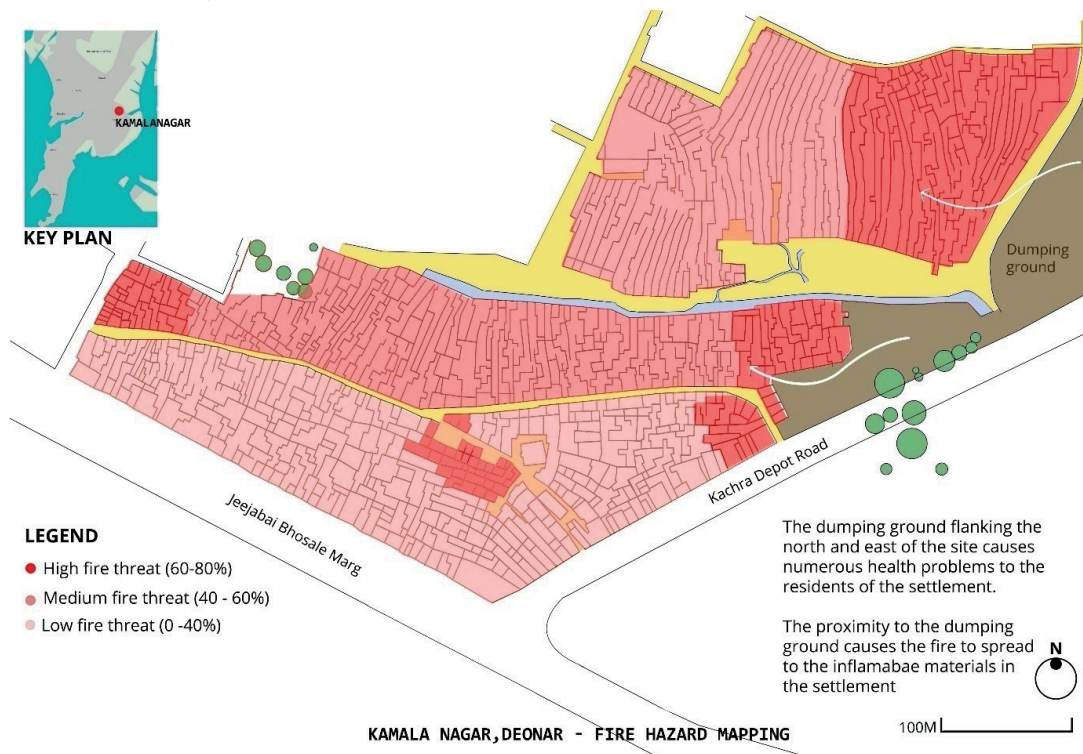 KAMALANAGAR
KEY PLAN
Dumping
ground
Jeejabai Bhosale Marg
Kachra Depot Road
LEGEND
High fire threat (60-80%)
Medium fire threat (40 - 60%)
Low fire threat (0 -40%)
The dumping ground flanking the
north and east of the site causes
numerous health problems to the
residents of the settlement.
The proximity to the dumping
ground causes the fire to spread
to the inflamabae materials in
the settlement
N
100M
KAMALA NAGAR,DEONAR - FIRE HAZARD MAPPING